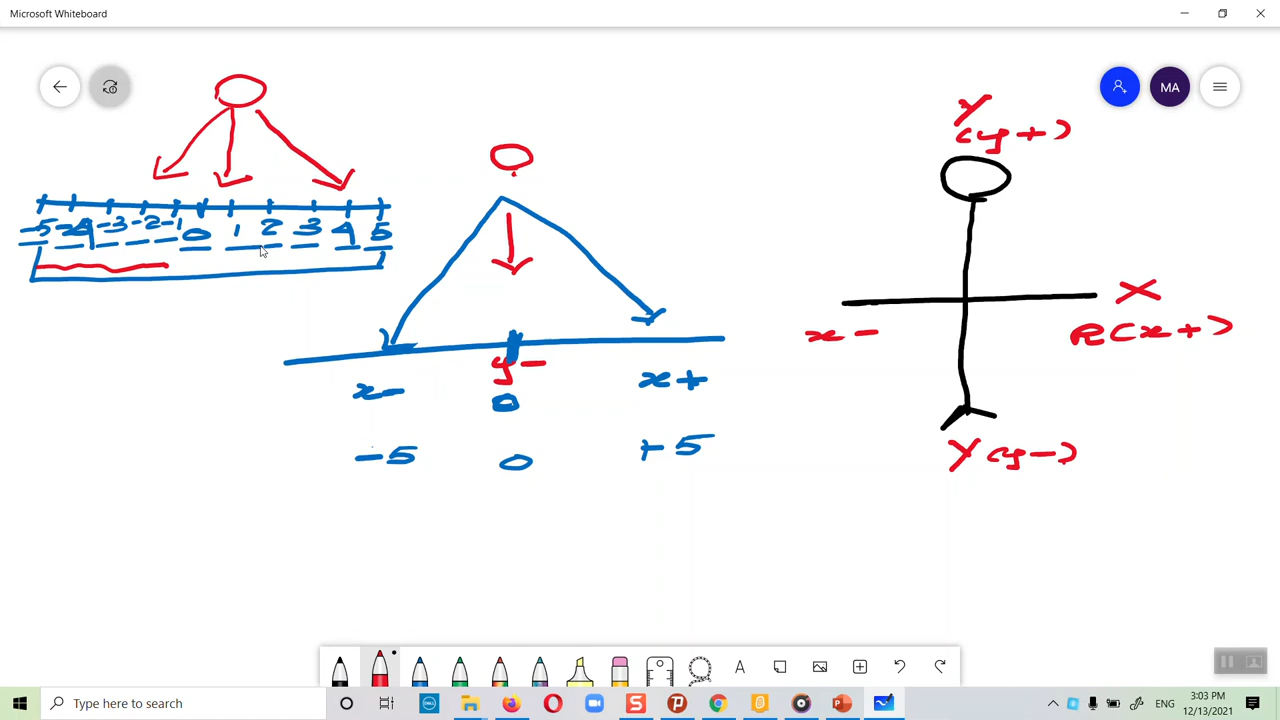 Microsoft Whiteboard
MA
-5 -4 -3 -2 -1 0 1 2 3 4 5
x- y- x+
0
-5 0 +5
Y
(y+)
X
x- R(x+)
Y(y-)
A
Type here to search
ENG
3:03 PM
12/13/2021